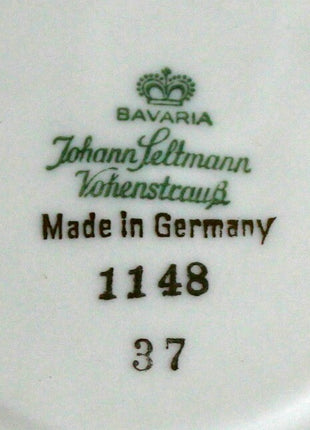 BAVARIA
Johann Seltmann
Vohenstrauß
Made in Germany
1148
37